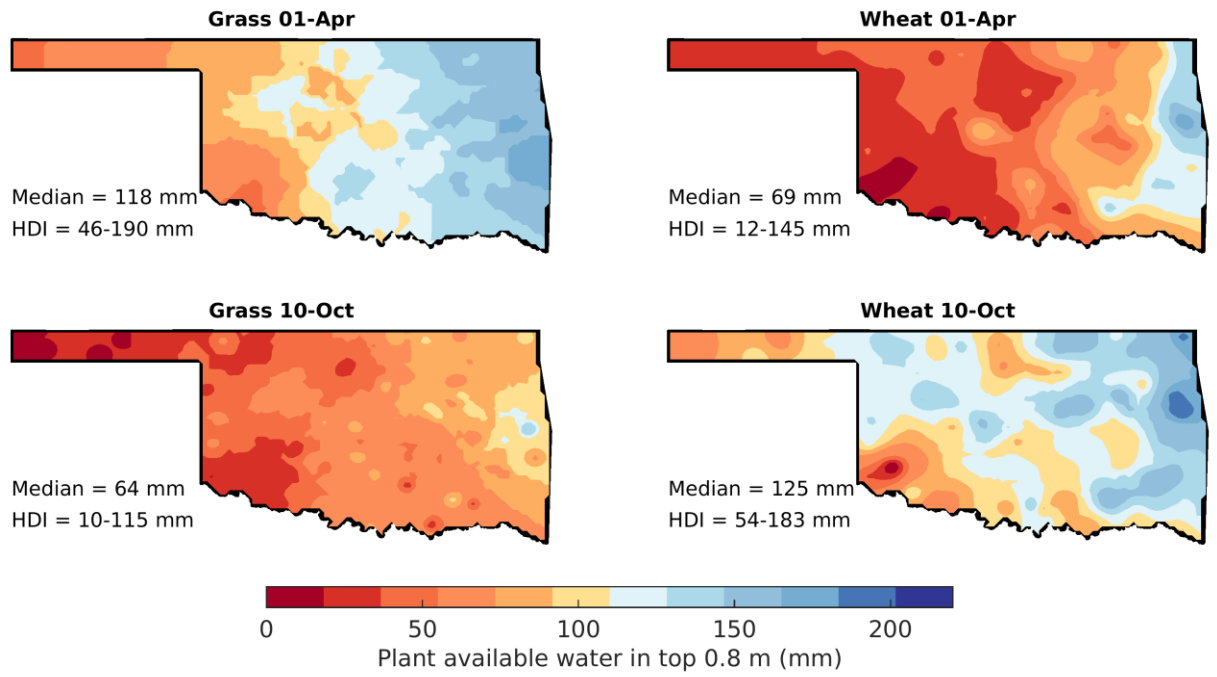 Grass 01-Apr
Wheat 01-Apr
Median = 118 mm
HDI = 46-190 mm
Median = 69 mm
HDI = 12-145 mm
Grass 10-Oct
Wheat 10-Oct
Median = 64 mm
HDI = 10-115 mm
Median = 125 mm
HDI = 54-183 mm
0 50 100 150 200
Plant available water in top 0.8 m (mm)